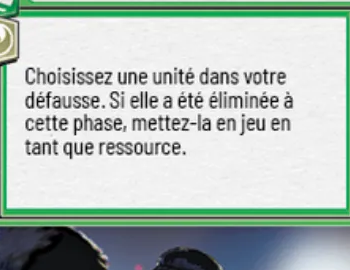 Choisissez une unité dans votre
défausse. Si elle a été éliminée à
cette phase, mettez-la en jeu en
tant que ressource.